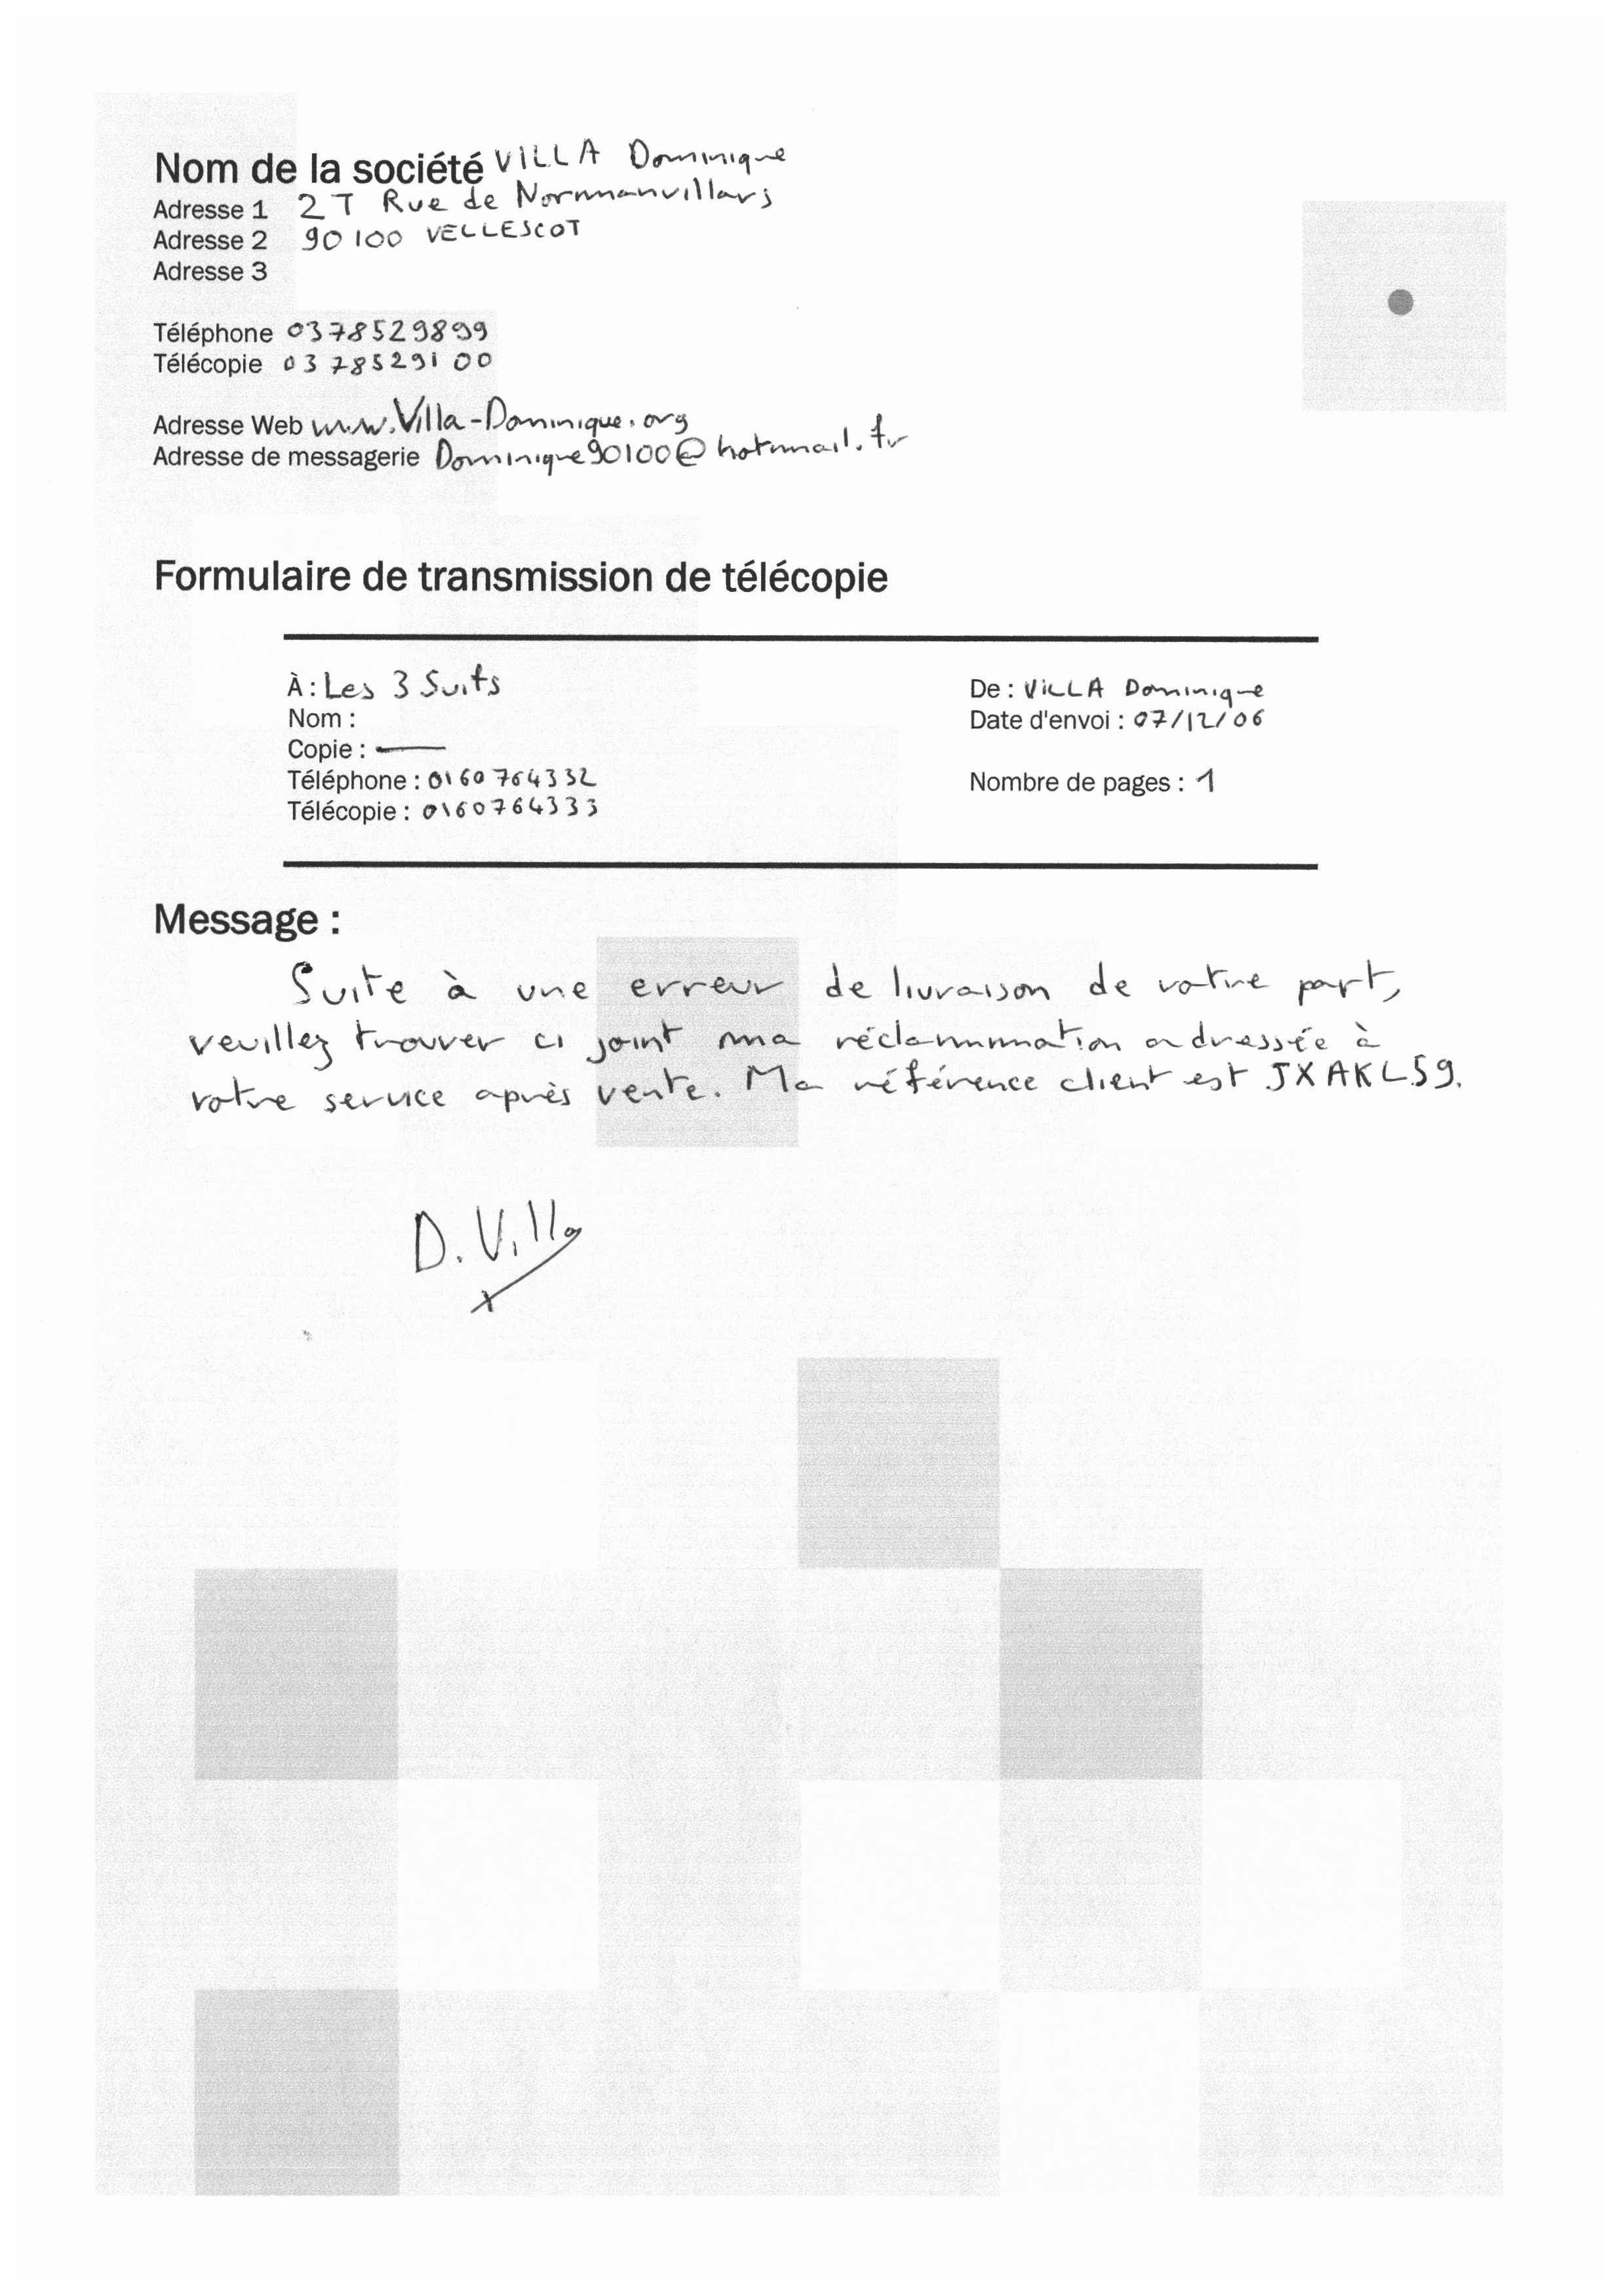 Nom de la société VILLA Dominique
Adresse 1 2T Rue de Normanvillars
Adresse 2 90100 VELLESCOT
Adresse 3
Téléphone 0378529899
Télécopie 0378529100
Adresse Web www.Villa-Dominique.org
Adresse de messagerie Dominique90100@hotmail.fr
Formulaire de transmission de télécopie
À : Les 3 Suits
De : VILLA Dominique
Nom :
Date d'envoi : 07/12/06
Copie : —
Téléphone : 0160764332
Nombre de pages : 1
Télécopie : 0160764333
Message :
Suite à une erreur de livraison de votre part,
veuillez trouver ci joint ma réclammation adressée à
votre service après vente. Ma référence client est JXAKL59.
D. Villa